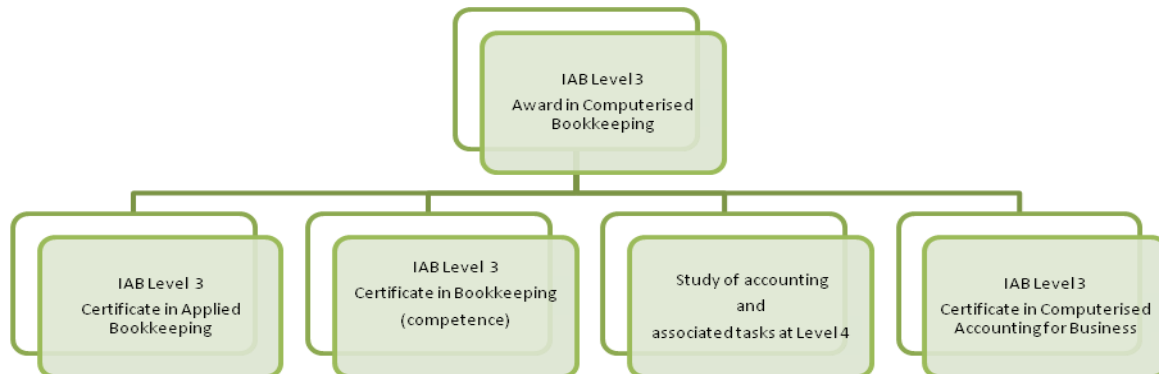 IAB Level 3
Award in Computerised
Bookkeeping
IAB Level 3
Certificate in Applied
Bookkeeping
IAB Level 3
Certificate in Bookkeeping
(competence)
Study of accounting
and
associated tasks at Level 4
IAB Level 3
Certificate in Computerised
Accounting for Business